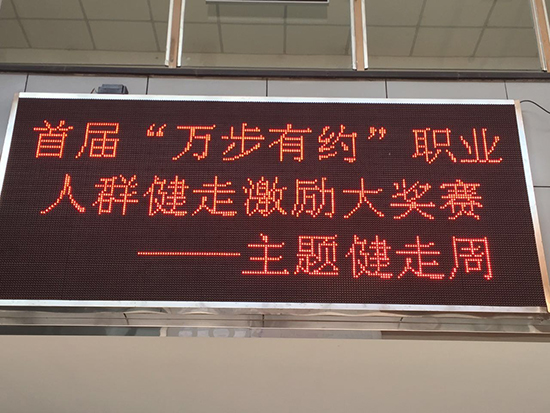 首届“万步有约”职业
人群健走激励大奖赛
——主题健走周